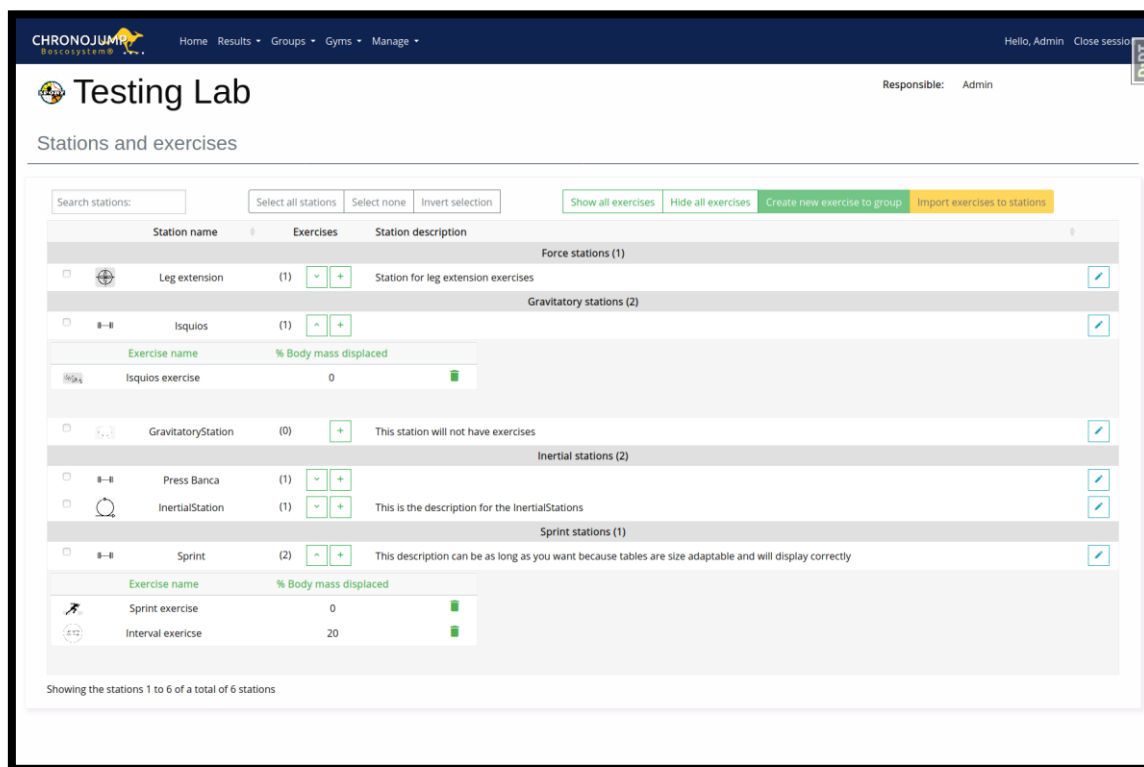 CHRONOJUMP Home Results Groups Gyms Manage Hello, Admin Close session
Boscosystem®
DjDT
Testing Lab Responsible: Admin
Stations and exercises
Search stations: Select all stations Select none Invert selection Show all exercises Hide all exercises Create new exercise to group Import exercises to stations
Station name Exercises Station description
Force stations (1)
Leg extension (1) + Station for leg extension exercises
Gravitatory stations (2)
Isquios (1) +
Exercise name % Body mass displaced
Isquios exercise 0
GravitatoryStation (0) + This station will not have exercises
Inertial stations (2)
Press Banca (1) +
InertialStation (1) + This is the description for the InertialStations
Sprint stations (1)
Sprint (2) + This description can be as long as you want because tables are size adaptable and will display correctly
Exercise name % Body mass displaced
Sprint exercise 0
Interval exericse 20
Showing the stations 1 to 6 of a total of 6 stations